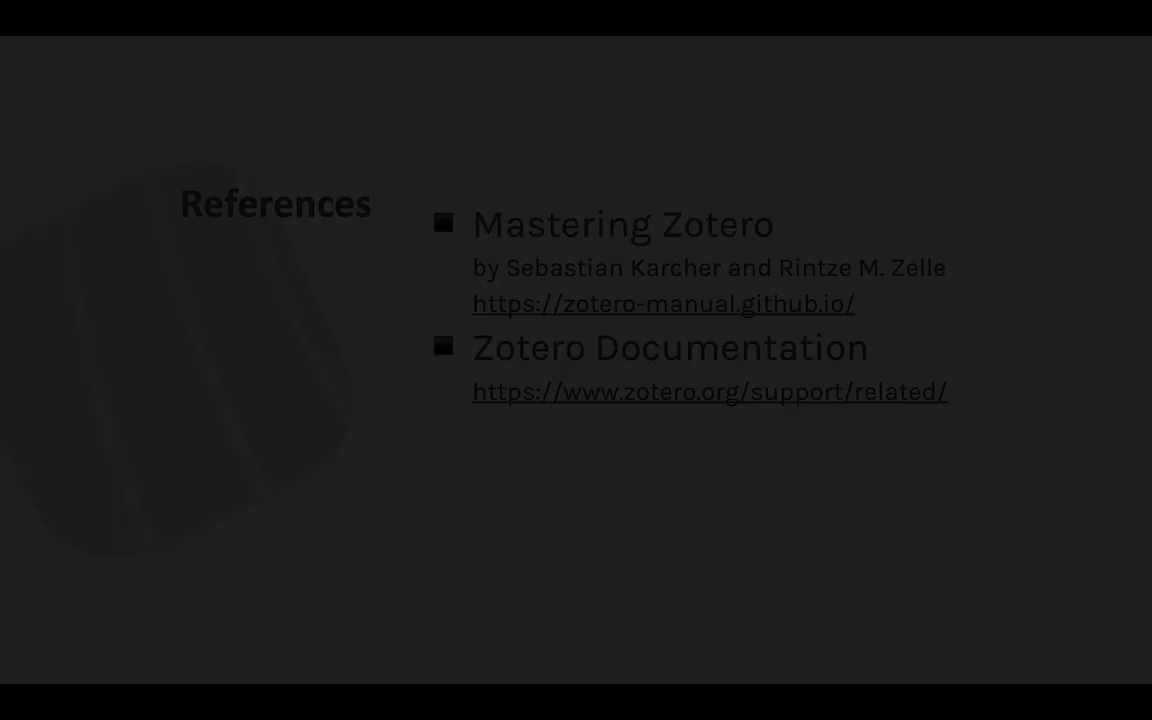 References
Mastering Zotero
by Sebastian Karcher and Rintze M. Zelle
https://zotero-manual.github.io/
Zotero Documentation
https://www.zotero.org/support/related/